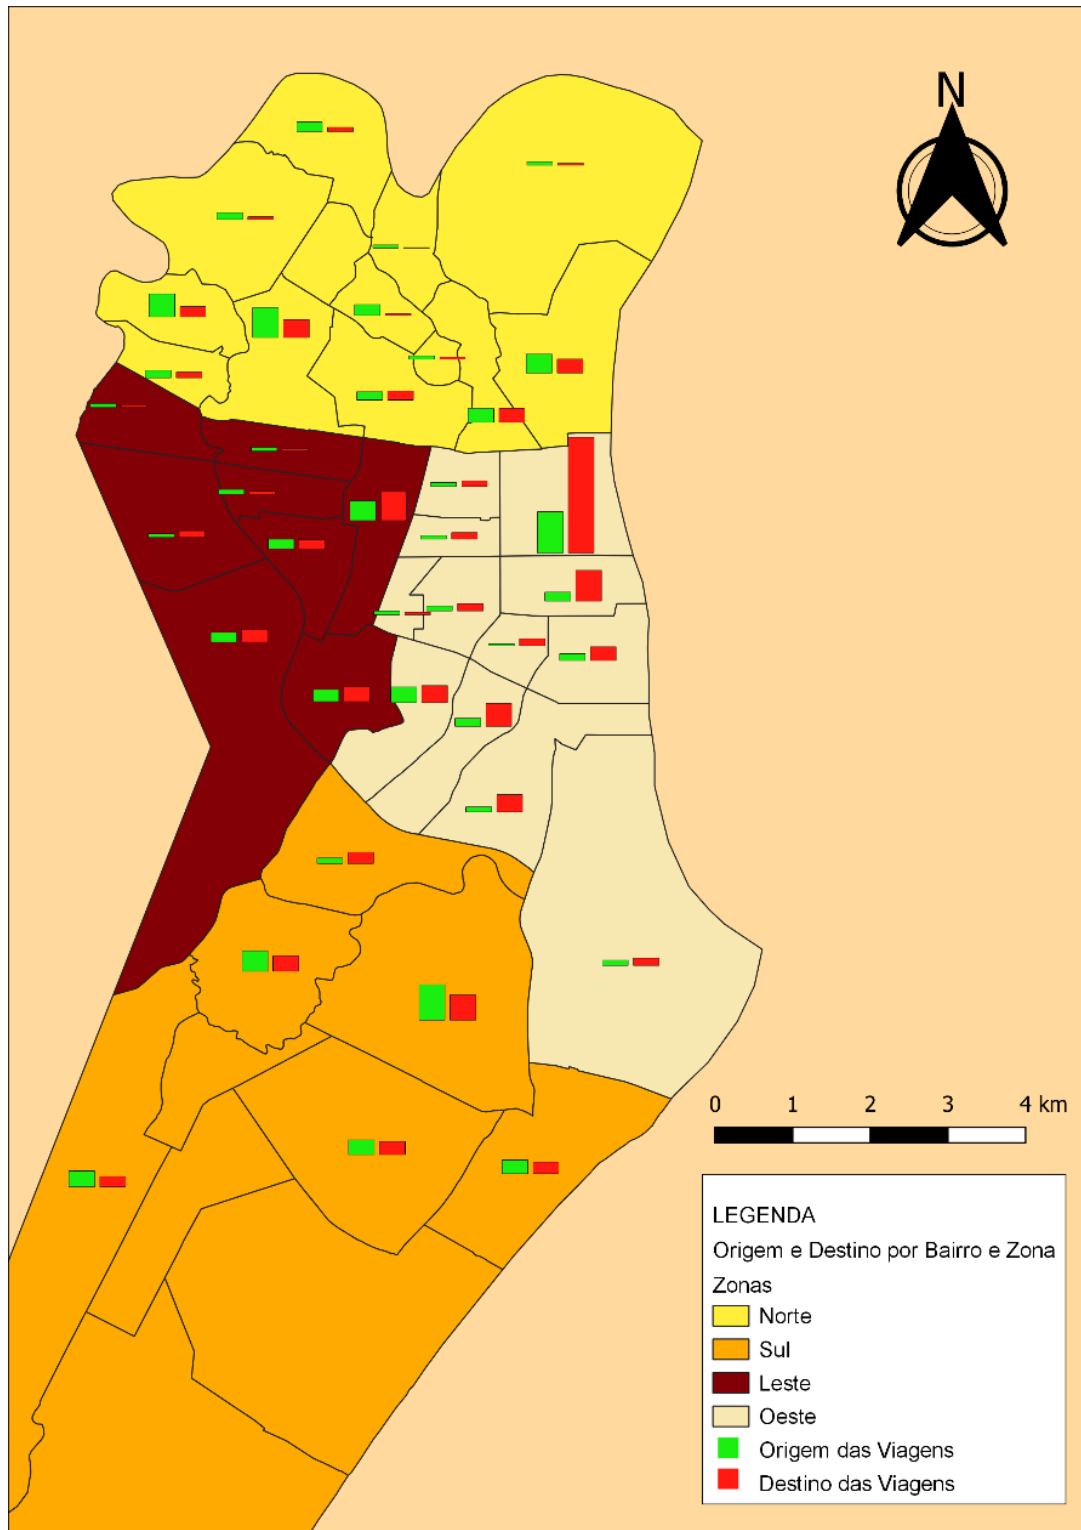 N
0 1 2 3 4 km
LEGENDA
Origem e Destino por Bairro e Zona
Zonas
Norte
Sul
Leste
Oeste
Origem das Viagens
Destino das Viagens